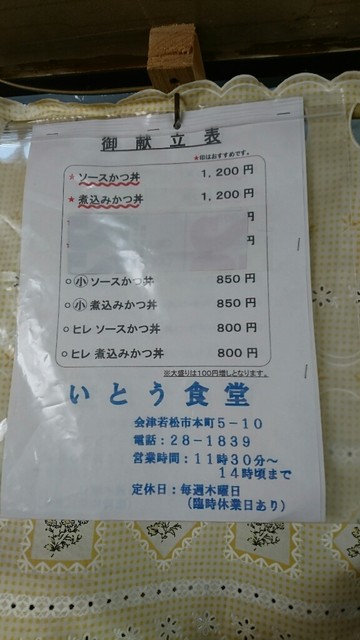 御献立表
★印はおすすめです。
★ ソースかつ丼 1,200円
★ 煮込みかつ丼 1,200円
円
円
○㋛ソースかつ丼 850円
○㋛煮込みかつ丼 850円
○ヒレ ソースかつ丼 800円
○ヒレ 煮込みかつ丼 800円
※大盛りは100円増しとなります。
いとう食堂
会津若松市本町5-10
電話：28-1839
営業時間：11時30分～
14時頃まで
定休日：毎週木曜日
（臨時休業日あり）